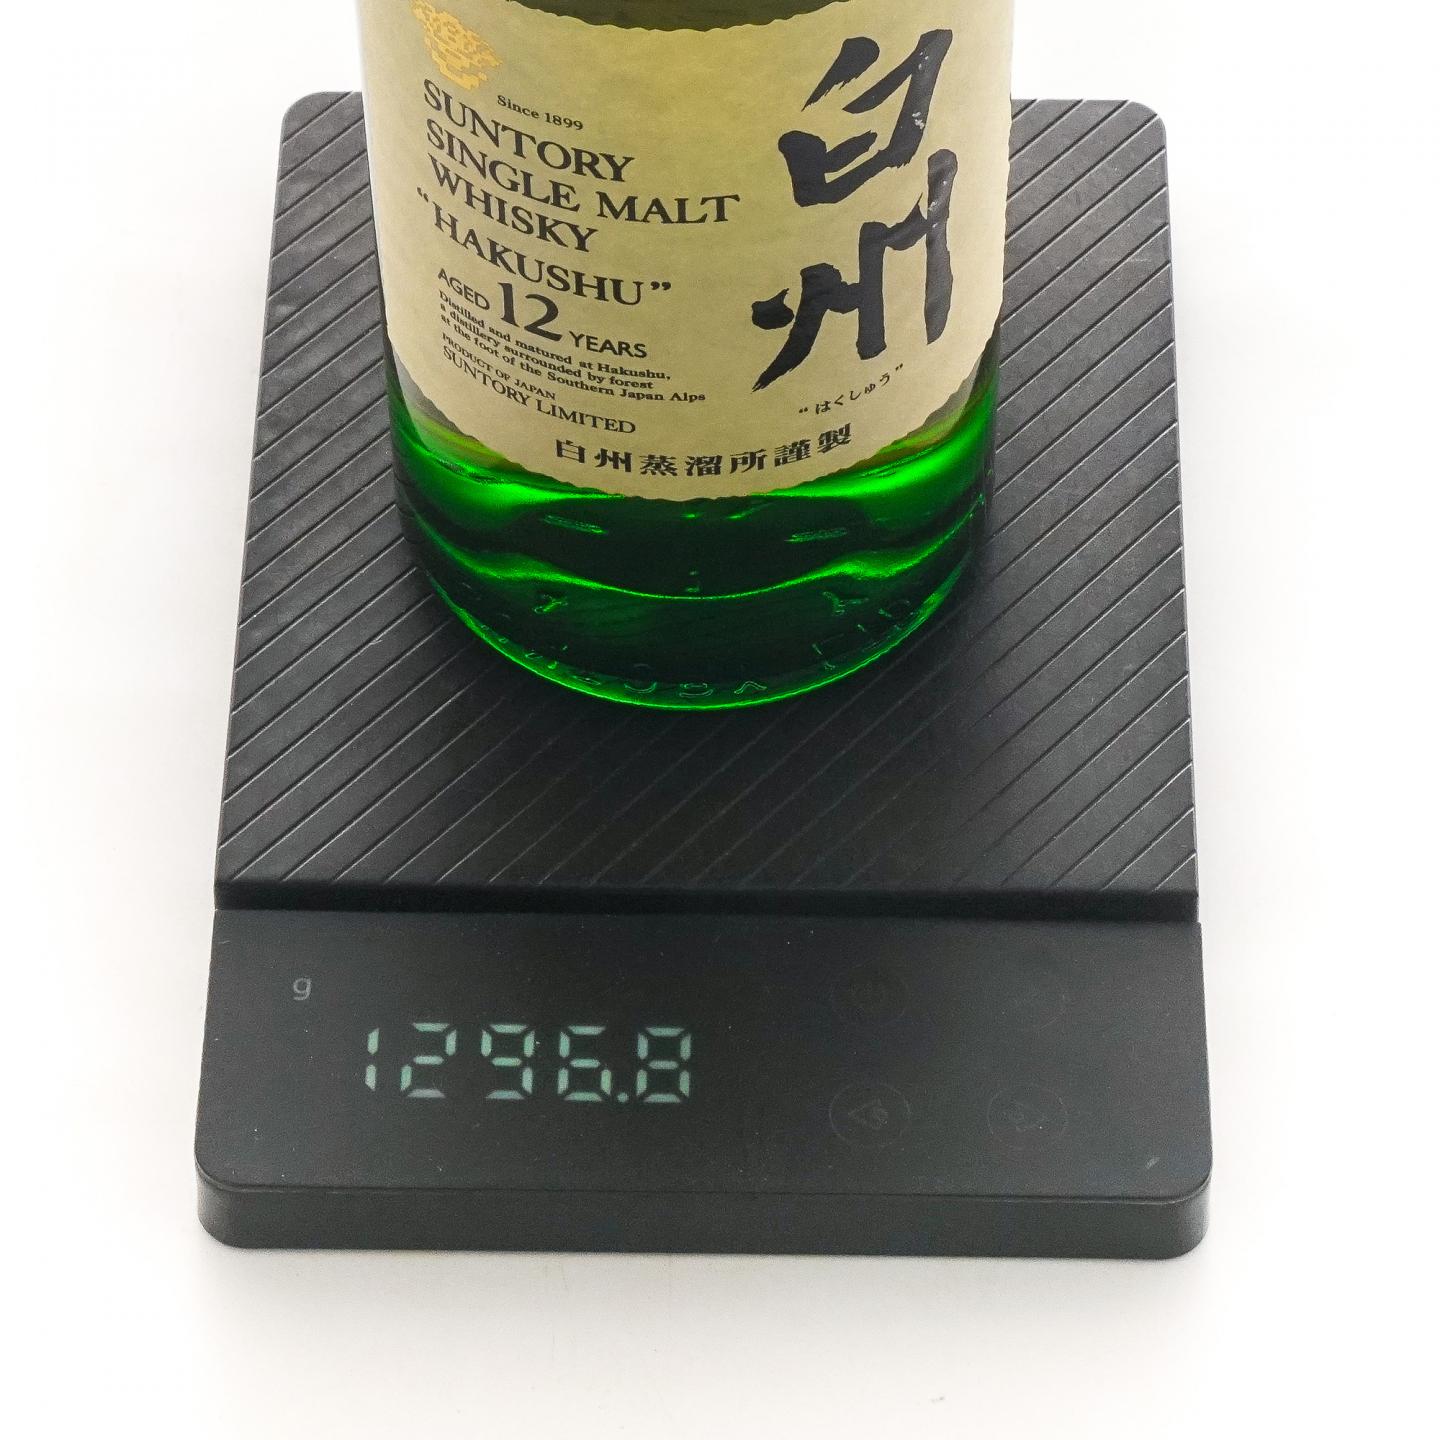 Since 1899
SUNTORY
SINGLE MALT
WHISKY
“HAKUSHU”
AGED 12 YEARS
Distilled and matured at Hakushu,
a distillery surrounded by forest
at the foot of the Southern Japan Alps
PRODUCT OF JAPAN
SUNTORY LIMITED
白州
“はくしゅう”
白州蒸溜所謹製
g
1296.8